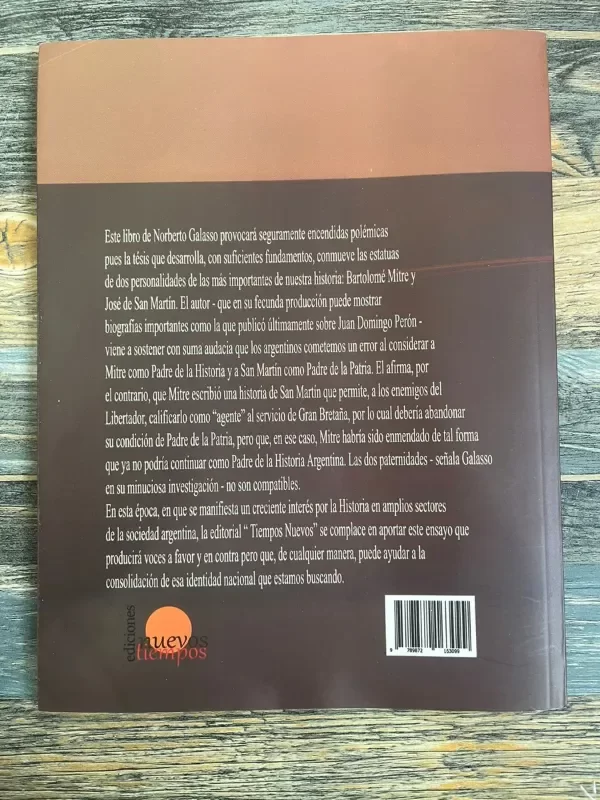 Este libro de Norberto Galasso provocará seguramente encendidas polémicas
pues la tésis que desarrolla, con suficientes fundamentos, conmueve las estatuas
de dos personalidades de las más importantes de nuestra historia: Bartolomé Mitre y
José de San Martín. El autor - que en su fecunda producción puede mostrar
biografías importantes como la que publicó últimamente sobre Juan Domingo Perón -
viene a sostener con suma audacia que los argentinos cometemos un error al considerar a
Mitre como Padre de la Historia y a San Martín como Padre de la Patria. El afirma, por
el contrario, que Mitre escribió una historia de San Martín que permite, a los enemigos del
Libertador, calificarlo como “agente” al servicio de Gran Bretaña, por lo cual debería abandonar
su condición de Padre de la Patria, pero que, en ese caso, Mitre habría sido enmendado de tal forma
que ya no podría continuar como Padre de la Historia Argentina. Las dos paternidades - señala Galasso
en su minuciosa investigación - no son compatibles.
En esta época, en que se manifiesta un creciente interés por la Historia en amplios sectores
de la sociedad argentina, la editorial “ Tiempos Nuevos” se complace en aportar este ensayo que
producirá voces a favor y en contra pero que, de cualquier manera, puede ayudar a la
consolidación de esa identidad nacional que estamos buscando.
ediciones
nuevos
tiempos
9 789872 153099